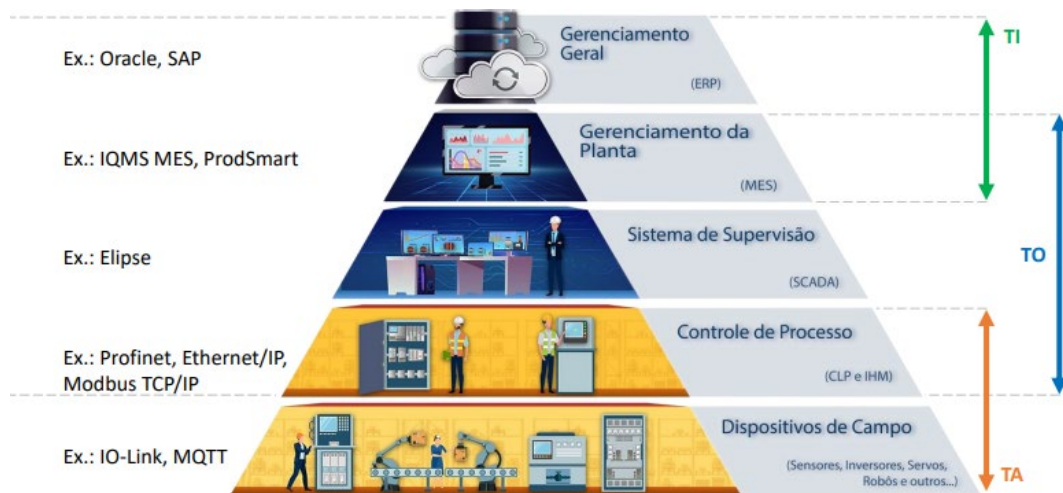 Ex.: Oracle, SAP
Gerenciamento
Geral
(ERP)
TI
Ex.: IQMS MES, ProdSmart
Gerenciamento da
Planta
(MES)
Ex.: Elipse
Sistema de Supervisão
(SCADA)
TO
Ex.: Profinet, Ethernet/IP,
Modbus TCP/IP
Controle de Processo
(CLP e IHM)
Ex.: IO-Link, MQTT
Dispositivos de Campo
(Sensores, Inversores, Servos,
Robôs e outros...)
TA